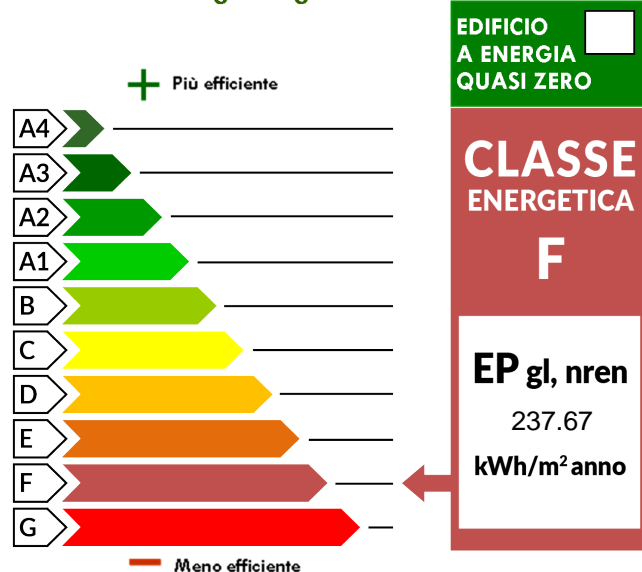 EDIFICIO
A ENERGIA
QUASI ZERO
Più efficiente
A4
A3
A2
A1
B
C
D
E
F
G
Meno efficiente
CLASSE
ENERGETICA
F
EP gl, nren
237.67
kWh/m² anno